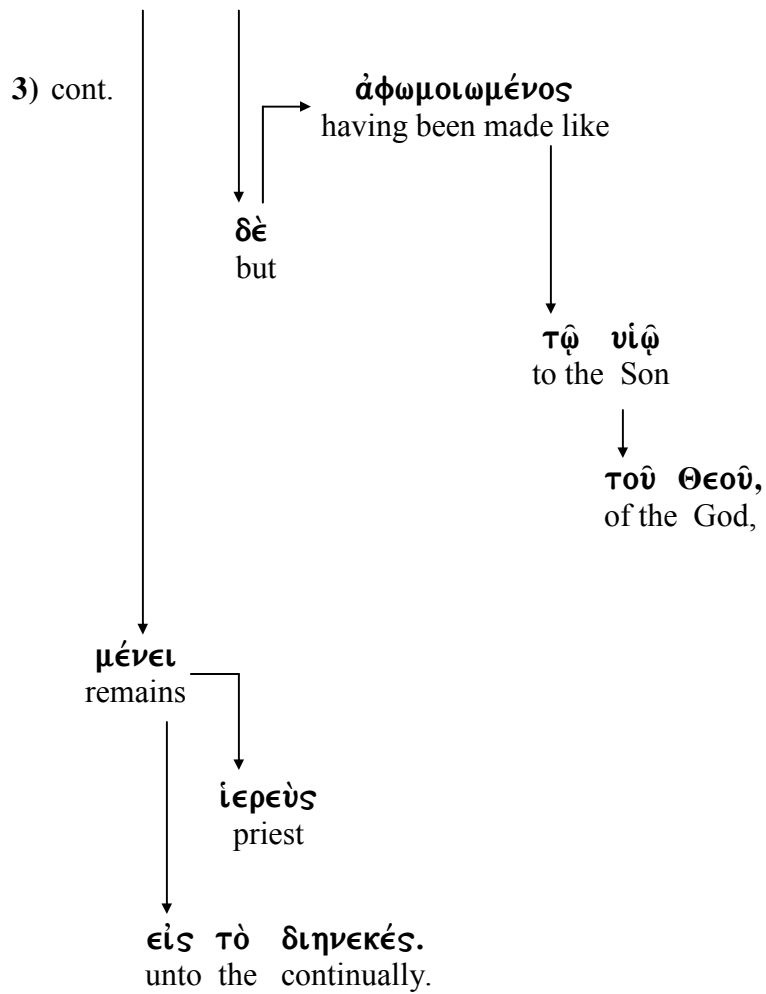 3) cont.
ἀφωμοιωμένος
having been made like
δὲ
but
τῷ υἱῷ
to the Son
τοῦ Θεοῦ,
of the God,
μένει
remains
ἱερεὺς
priest
εἰς τὸ διηνεκές.
unto the continually.